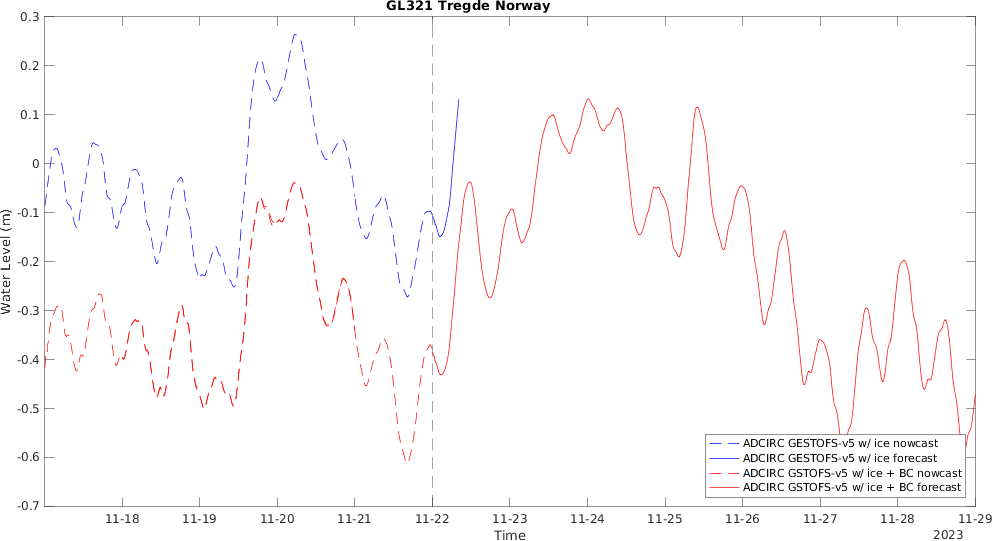 GL321 Tregde Norway
0.3
0.2
0.1
0
-0.1
-0.2
-0.3
-0.4
-0.5
-0.6
-0.7
Water Level (m)
ADCIRC GESTOFS-v5 w/ ice nowcast
ADCIRC GESTOFS-v5 w/ ice forecast
ADCIRC GSTOFS-v5 w/ ice + BC nowcast
ADCIRC GSTOFS-v5 w/ ice + BC forecast
11-18 11-19 11-20 11-21 11-22 11-23 11-24 11-25 11-26 11-27 11-28 11-29
Time
2023